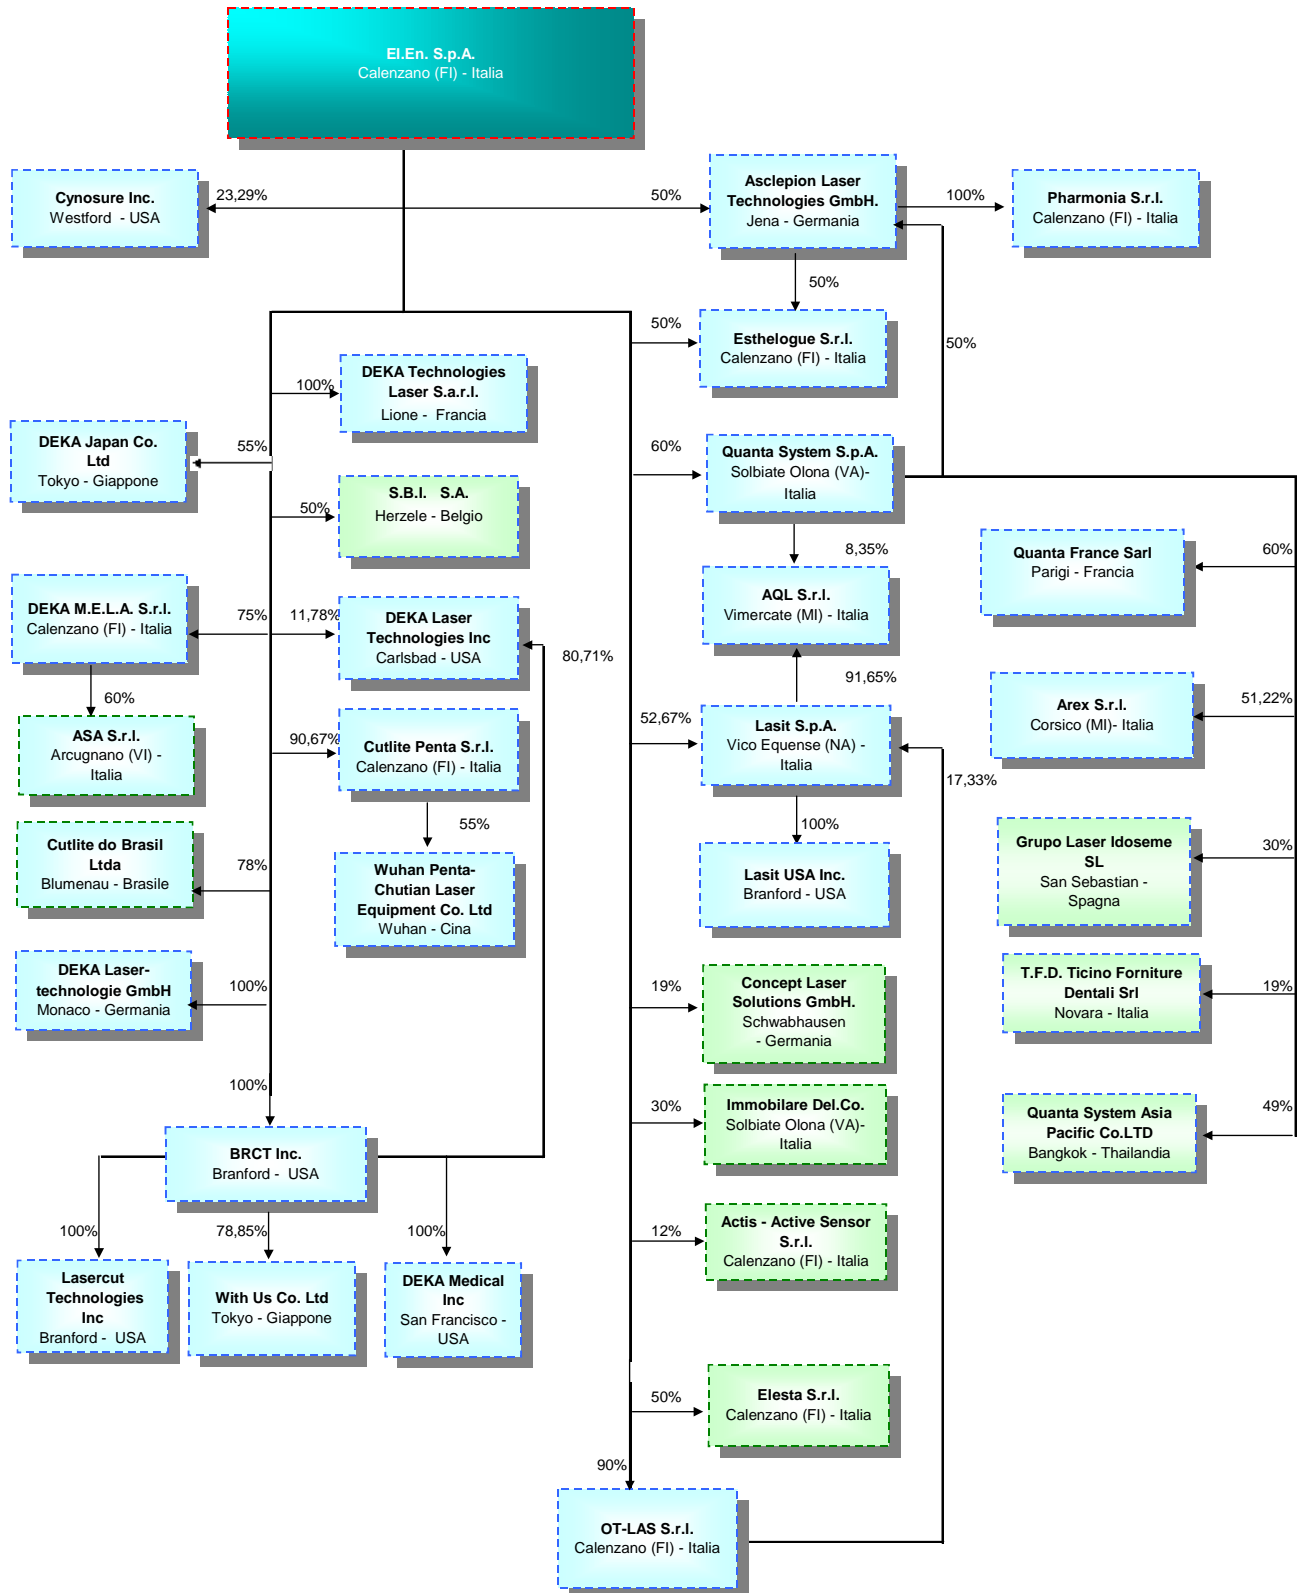 El.En. S.p.A.
Calenzano (FI) - Italia
Cynosure Inc.
Westford - USA
23,29%
50%
Asclepion Laser
Technologies GmbH.
Jena - Germania
100%
Pharmonia S.r.l.
Calenzano (FI) - Italia
50%
50%
Esthelogue S.r.l.
Calenzano (FI) - Italia
50%
100%
DEKA Technologies
Laser S.a.r.l.
Lione - Francia
DEKA Japan Co.
Ltd
Tokyo - Giappone
55%
60%
Quanta System S.p.A.
Solbiate Olona (VA)-
Italia
50%
S.B.I. S.A.
Herzele - Belgio
8,35%
Quanta France Sarl
Parigi - Francia
60%
DEKA M.E.L.A. S.r.l.
Calenzano (FI) - Italia
75%
11,78%
DEKA Laser
Technologies Inc
Carlsbad - USA
80,71%
AQL S.r.l.
Vimercate (MI) - Italia
91,65%
60%
ASA S.r.l.
Arcugnano (VI) -
Italia
90,67%
Cutlite Penta S.r.l.
Calenzano (FI) - Italia
52,67%
Lasit S.p.A.
Vico Equense (NA) -
Italia
17,33%
Arex S.r.l.
Corsico (MI)- Italia
51,22%
55%
100%
Cutlite do Brasil
Ltda
Blumenau - Brasile
78%
Wuhan Penta-
Chutian Laser
Equipment Co. Ltd
Wuhan - Cina
Lasit USA Inc.
Branford - USA
Grupo Laser Idoseme
SL
San Sebastian -
Spagna
30%
DEKA Laser-
technologie GmbH
Monaco - Germania
100%
19%
Concept Laser
Solutions GmbH.
Schwabhausen
- Germania
T.F.D. Ticino Forniture
Dentali Srl
Novara - Italia
19%
100%
30%
Immobilare Del.Co.
Solbiate Olona (VA)-
Italia
Quanta System Asia
Pacific Co.LTD
Bangkok - Thailandia
49%
BRCT Inc.
Branford - USA
100%
78,85%
100%
12%
Actis - Active Sensor
S.r.l.
Calenzano (FI) - Italia
Lasercut
Technologies
Inc
Branford - USA
With Us Co. Ltd
Tokyo - Giappone
DEKA Medical
Inc
San Francisco -
USA
50%
Elesta S.r.l.
Calenzano (FI) - Italia
90%
OT-LAS S.r.l.
Calenzano (FI) - Italia